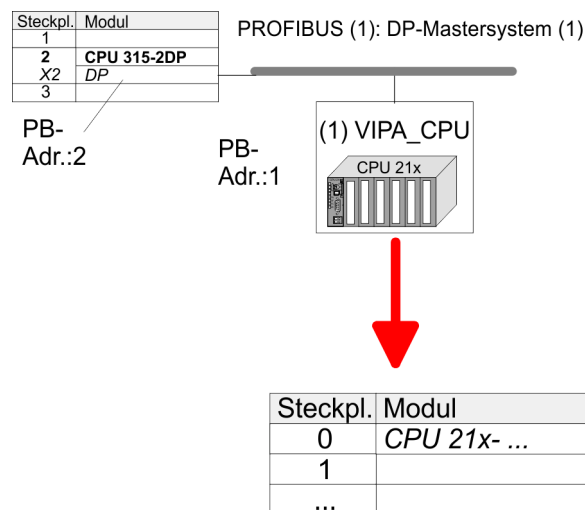 Steckpl. Modul
1
2 CPU 315-2DP
X2 DP
3
PROFIBUS (1): DP-Mastersystem (1)
PB-
Adr.:2
PB-
Adr.:1
(1) VIPA_CPU
CPU 21x
Steckpl. Modul
0 CPU 21x- ...
1
...